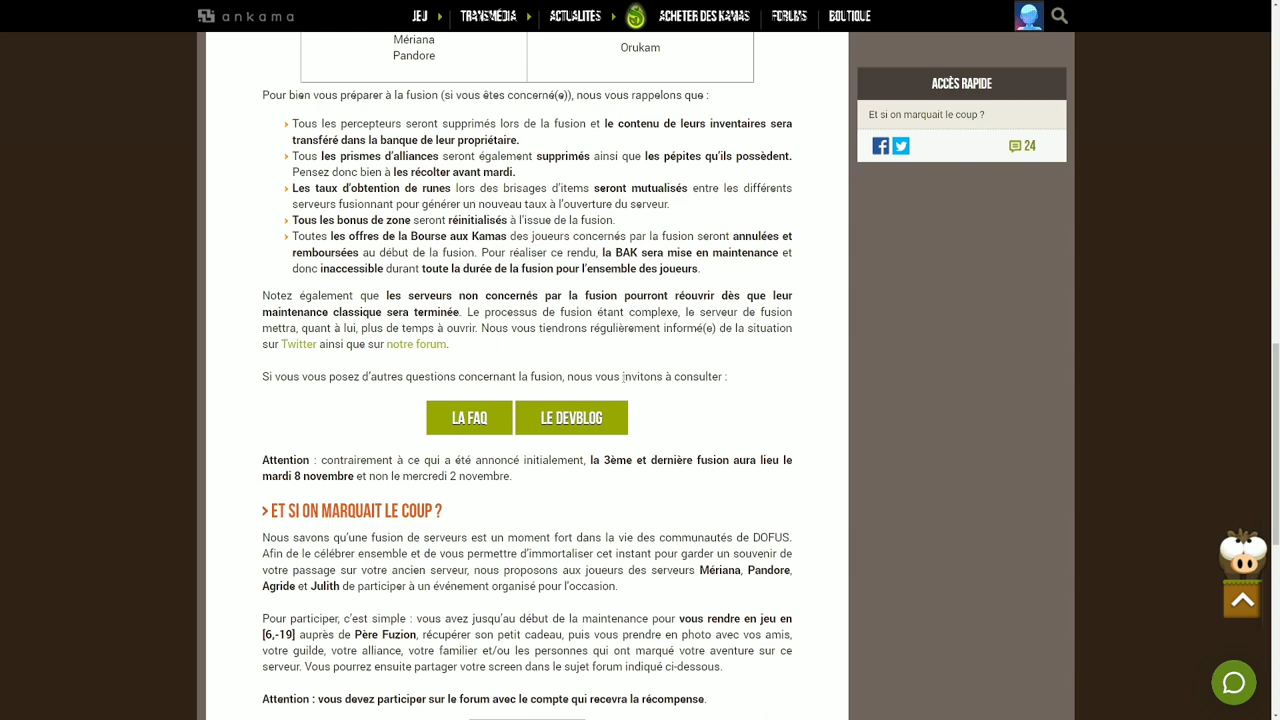 ankama
JEU
TRANSMÉDIA
ACTUALITÉS
ACHETER DES KAMAS
FORUMS
BOUTIQUE
Mériana
Pandore
Orukam
Pour bien vous préparer à la fusion (si vous êtes concerné(e)), nous vous rappelons que :
Tous les percepteurs seront supprimés lors de la fusion et le contenu de leurs inventaires sera
transféré dans la banque de leur propriétaire.
Tous les prismes d'alliances seront également supprimés ainsi que les pépites qu'ils possèdent.
Pensez donc bien à les récolter avant mardi.
Les taux d'obtention de runes lors des brisages d'items seront mutualisés entre les différents
serveurs fusionnant pour générer un nouveau taux à l'ouverture du serveur.
Tous les bonus de zone seront réinitialisés à l'issue de la fusion.
Toutes les offres de la Bourse aux Kamas des joueurs concernés par la fusion seront annulées et
remboursées au début de la fusion. Pour réaliser ce rendu, la BAK sera mise en maintenance et
donc inaccessible durant toute la durée de la fusion pour l'ensemble des joueurs.
Notez également que les serveurs non concernés par la fusion pourront réouvrir dès que leur
maintenance classique sera terminée. Le processus de fusion étant complexe, le serveur de fusion
mettra, quant à lui, plus de temps à ouvrir. Nous vous tiendrons régulièrement informé(e) de la situation
sur Twitter ainsi que sur notre forum.
Si vous vous posez d'autres questions concernant la fusion, nous vous invitons à consulter :
LA FAQ
LE DEVBLOG
Attention : contrairement à ce qui a été annoncé initialement, la 3ème et dernière fusion aura lieu le
mardi 8 novembre et non le mercredi 2 novembre.
> ET SI ON MARQUAIT LE COUP ?
Nous savons qu'une fusion de serveurs est un moment fort dans la vie des communautés de DOFUS.
Afin de le célébrer ensemble et de vous permettre d'immortaliser cet instant pour garder un souvenir de
votre passage sur votre ancien serveur, nous proposons aux joueurs des serveurs Mériana, Pandore,
Agride et Julith de participer à un événement organisé pour l'occasion.
Pour participer, c'est simple : vous avez jusqu'au début de la maintenance pour vous rendre en jeu en
[6,-19] auprès de Père Fuzion, récupérer son petit cadeau, puis vous prendre en photo avec vos amis,
votre guilde, votre alliance, votre familier et/ou les personnes qui ont marqué votre aventure sur ce
serveur. Vous pourrez ensuite partager votre screen dans le sujet forum indiqué ci-dessous.
Attention : vous devez participer sur le forum avec le compte qui recevra la récompense.
ACCÈS RAPIDE
Et si on marquait le coup ?
24